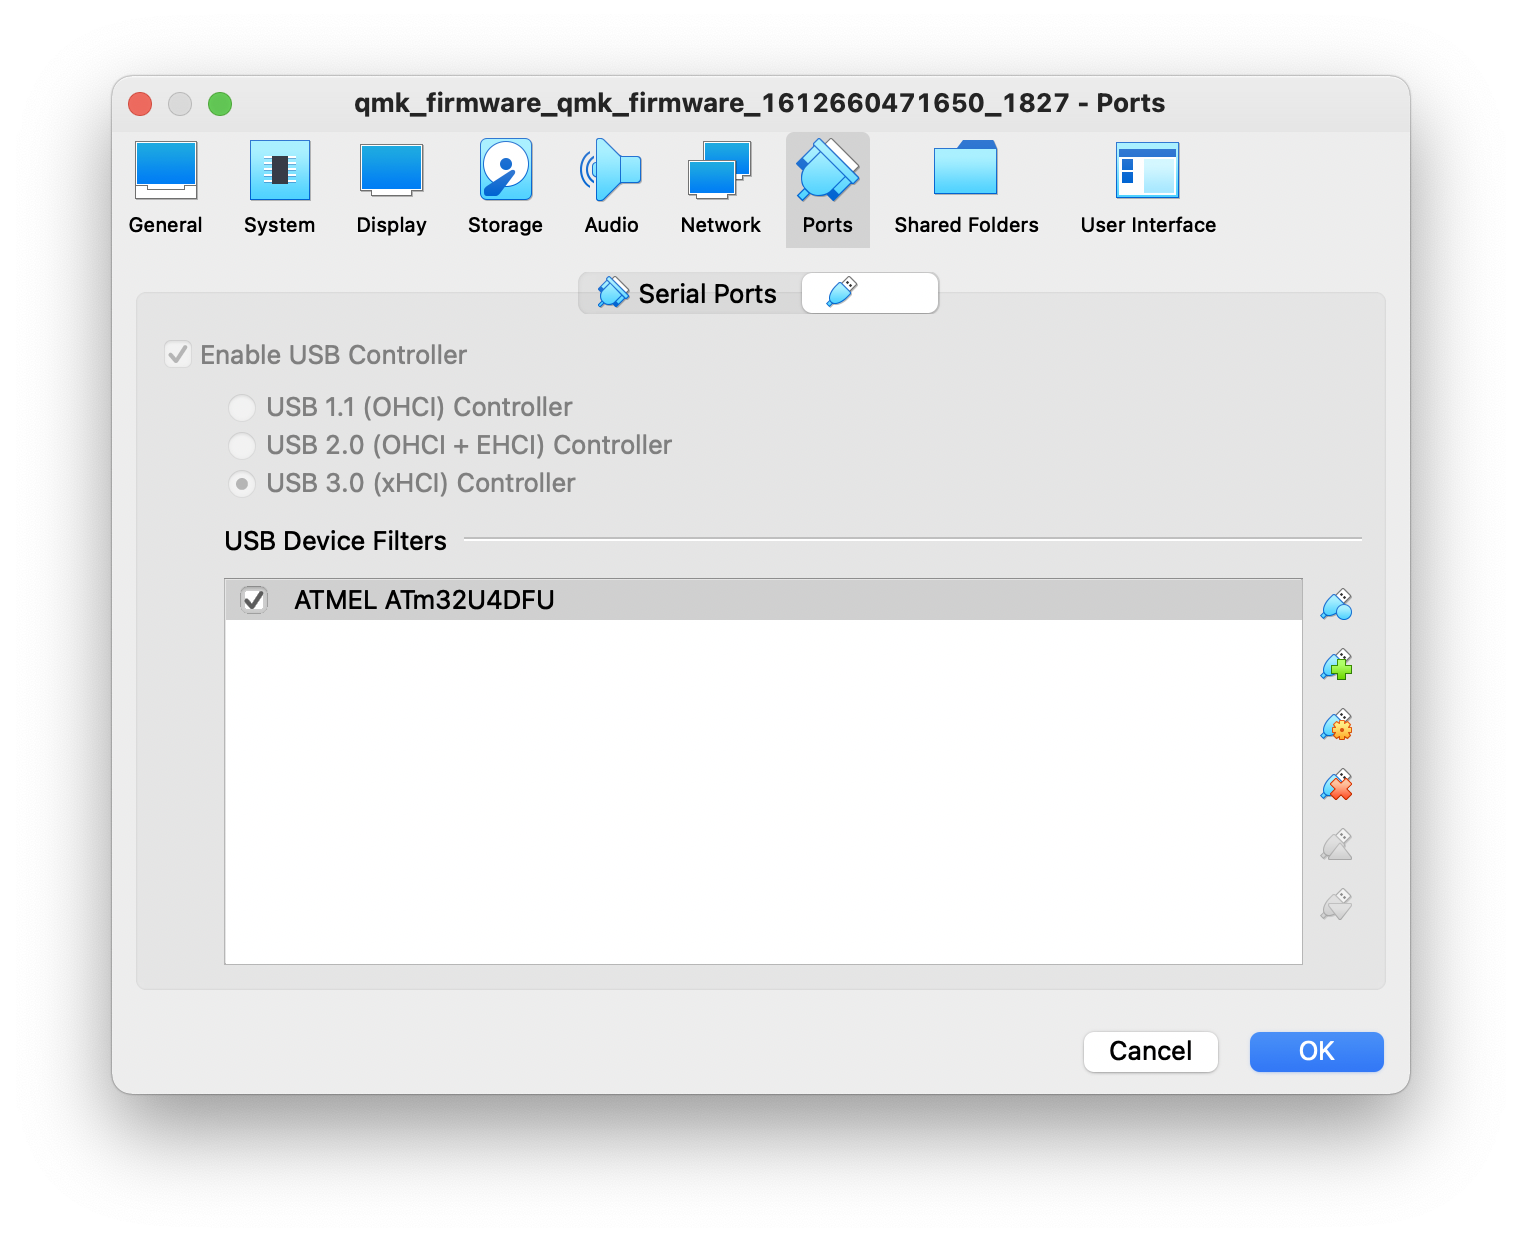 qmk_firmware_qmk_firmware_1612660471650_1827 - Ports
General System Display Storage Audio Network Ports Shared Folders User Interface
Serial Ports
Enable USB Controller
USB 1.1 (OHCI) Controller
USB 2.0 (OHCI + EHCI) Controller
USB 3.0 (xHCI) Controller
USB Device Filters
ATMEL ATm32U4DFU
Cancel OK